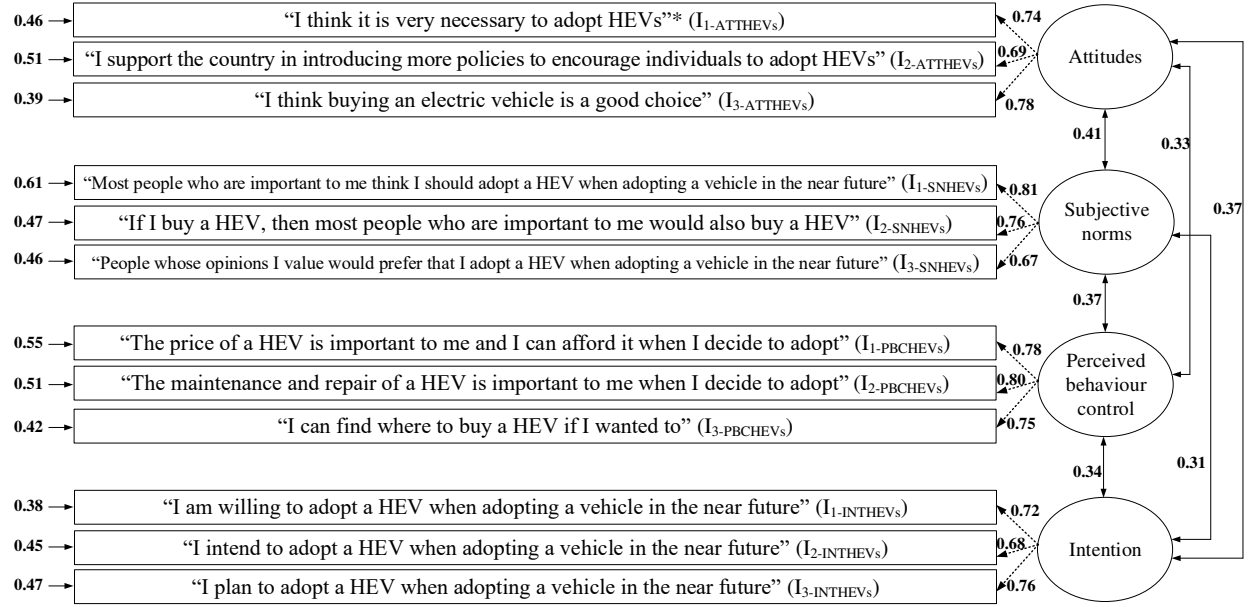 0.46 “I think it is very necessary to adopt HEVs”* (I1-ATTHEVs) 0.74
0.51 “I support the country in introducing more policies to encourage individuals to adopt HEVs” (I2-ATTHEVs) 0.69
0.39 “I think buying an electric vehicle is a good choice” (I3-ATTHEVs) 0.78
Attitudes
0.41
0.33
0.61 “Most people who are important to me think I should adopt a HEV when adopting a vehicle in the near future” (I1-SNHEVs) 0.81
0.47 “If I buy a HEV, then most people who are important to me would also buy a HEV” (I2-SNHEVs) 0.76
0.46 “People whose opinions I value would prefer that I adopt a HEV when adopting a vehicle in the near future” (I3-SNHEVs) 0.67
Subjective
norms
0.37
0.37
0.55 “The price of a HEV is important to me and I can afford it when I decide to adopt” (I1-PBCHEVs) 0.78
0.51 “The maintenance and repair of a HEV is important to me when I decide to adopt” (I2-PBCHEVs) 0.80
0.42 “I can find where to buy a HEV if I wanted to” (I3-PBCHEVs) 0.75
Perceived
behaviour
control
0.34
0.31
0.38 “I am willing to adopt a HEV when adopting a vehicle in the near future” (I1-INTHEVs) 0.72
0.45 “I intend to adopt a HEV when adopting a vehicle in the near future” (I2-INTHEVs) 0.68
0.47 “I plan to adopt a HEV when adopting a vehicle in the near future” (I3-INTHEVs) 0.76
Intention